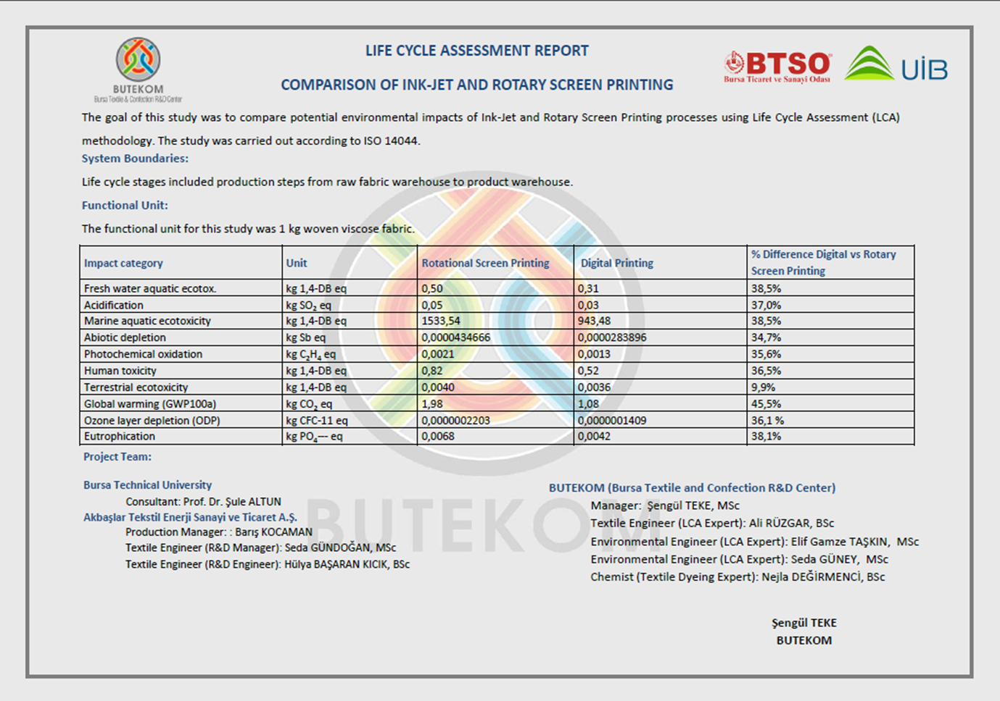 LIFE CYCLE ASSESSMENT REPORT
COMPARISON OF INK-JET AND ROTARY SCREEN PRINTING
BUTEKOM
Bursa Textile & Confection R&D Center
BTSO
Bursa Ticaret ve Sanayi Odası
UİB
The goal of this study was to compare potential environmental impacts of Ink-Jet and Rotary Screen Printing processes using Life Cycle Assessment (LCA)
methodology. The study was carried out according to ISO 14044.
System Boundaries:
Life cycle stages included production steps from raw fabric warehouse to product warehouse.
Functional Unit:
The functional unit for this study was 1 kg woven viscose fabric.
Impact category Unit Rotational Screen Printing Digital Printing % Difference Digital vs Rotary
Screen Printing
Fresh water aquatic ecotox. kg 1,4-DB eq 0,50 0,31 38,5%
Acidification kg SO₂ eq 0,05 0,03 37,0%
Marine aquatic ecotoxicity kg 1,4-DB eq 1533,54 943,48 38,5%
Abiotic depletion kg Sb eq 0,0000434666 0,0000283896 34,7%
Photochemical oxidation kg C₂H₄ eq 0,0021 0,0013 35,6%
Human toxicity kg 1,4-DB eq 0,82 0,52 36,5%
Terrestrial ecotoxicity kg 1,4-DB eq 0,0040 0,0036 9,9%
Global warming (GWP100a) kg CO₂ eq 1,98 1,08 45,5%
Ozone layer depletion (ODP) kg CFC-11 eq 0,0000002203 0,0000001409 36,1 %
Eutrophication kg PO₄--- eq 0,0068 0,0042 38,1%
Project Team:
Bursa Technical University
Consultant: Prof. Dr. Şule ALTUN
Akbaşlar Tekstil Enerji Sanayi ve Ticaret A.Ş.
Production Manager: : Barış KOCAMAN
Textile Engineer (R&D Manager): Seda GÜNDOĞAN, MSc
Textile Engineer (R&D Engineer): Hülya BAŞARAN KICIK, BSc
BUTEKOM (Bursa Textile and Confection R&D Center)
Manager: Şengül TEKE, MSc
Textile Engineer (LCA Expert): Ali RÜZGAR, BSc
Environmental Engineer (LCA Expert): Elif Gamze TAŞKIN, MSc
Environmental Engineer (LCA Expert): Seda GÜNEY, MSc
Chemist (Textile Dyeing Expert): Nejla DEĞİRMENCİ, BSc
BUTEKOM
Şengül TEKE
BUTEKOM